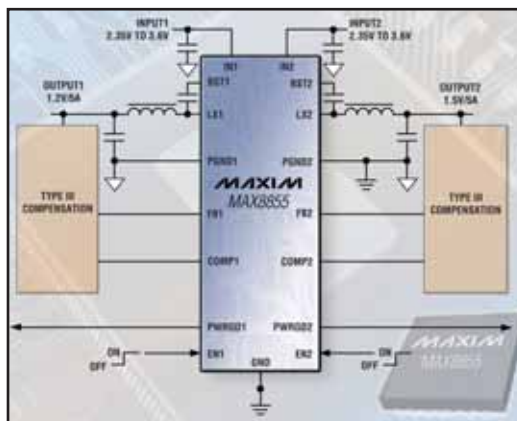 INPUT1
2.35V TO 3.6V
INPUT2
2.35V TO 3.6V
IN1
IN2
BST1
BST2
OUTPUT1
1.2V/5A
OUTPUT2
1.5V/5A
LX1
LX2
PGND1
PGND2
MAXIM
MAX8855
TYPE III
COMPENSATION
TYPE III
COMPENSATION
FB1
FB2
COMP1
COMP2
PWRGD1
PWRGD2
ON
OFF
EN1
EN2
ON
OFF
GND
MAXIM
MAX8855